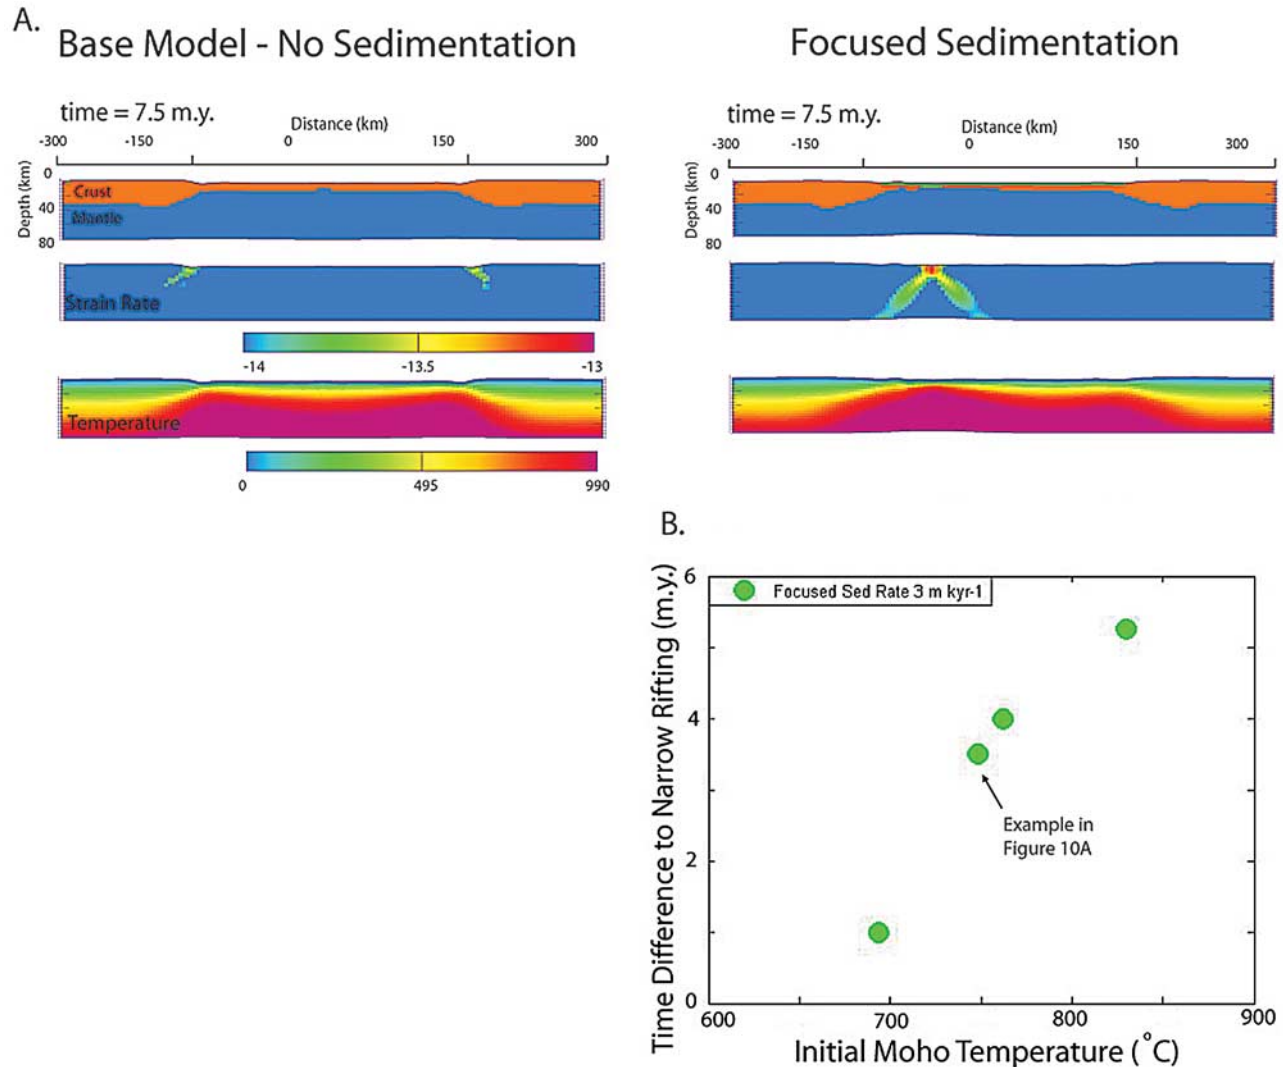 A.
Base Model - No Sedimentation
Focused Sedimentation
time = 7.5 m.y.
Distance (km)
-300 -150 0 150 300
Depth (km)
0
40
80
Crust
Mantle
Strain Rate
-14 -13.5 -13
Temperature
0 495 990
time = 7.5 m.y.
Distance (km)
-300 -150 0 150 300
Depth (km)
0
40
80
B.
Time Difference to Narrow Rifting (m.y.)
6
4
2
0
Focused Sed Rate 3 m kyr-1
Example in
Figure 10A
600 700 800 900
Initial Moho Temperature (˚C)